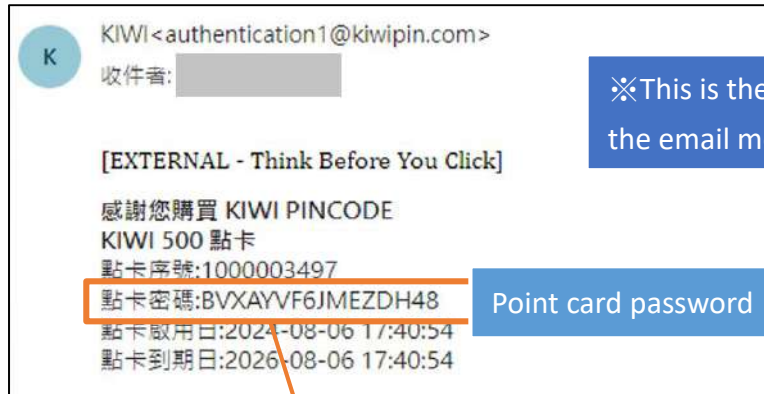 K
KIWI<authentication1@kiwipin.com>
收件者:
※This is the
the email m
[EXTERNAL - Think Before You Click]
感謝您購買 KIWI PINCODE
KIWI 500 點卡
點卡序號:1000003497
點卡密碼:BVXAYVF6JMEZDH48
Point card password
點卡啟用日:2024-08-06 17:40:54
點卡到期日:2026-08-06 17:40:54